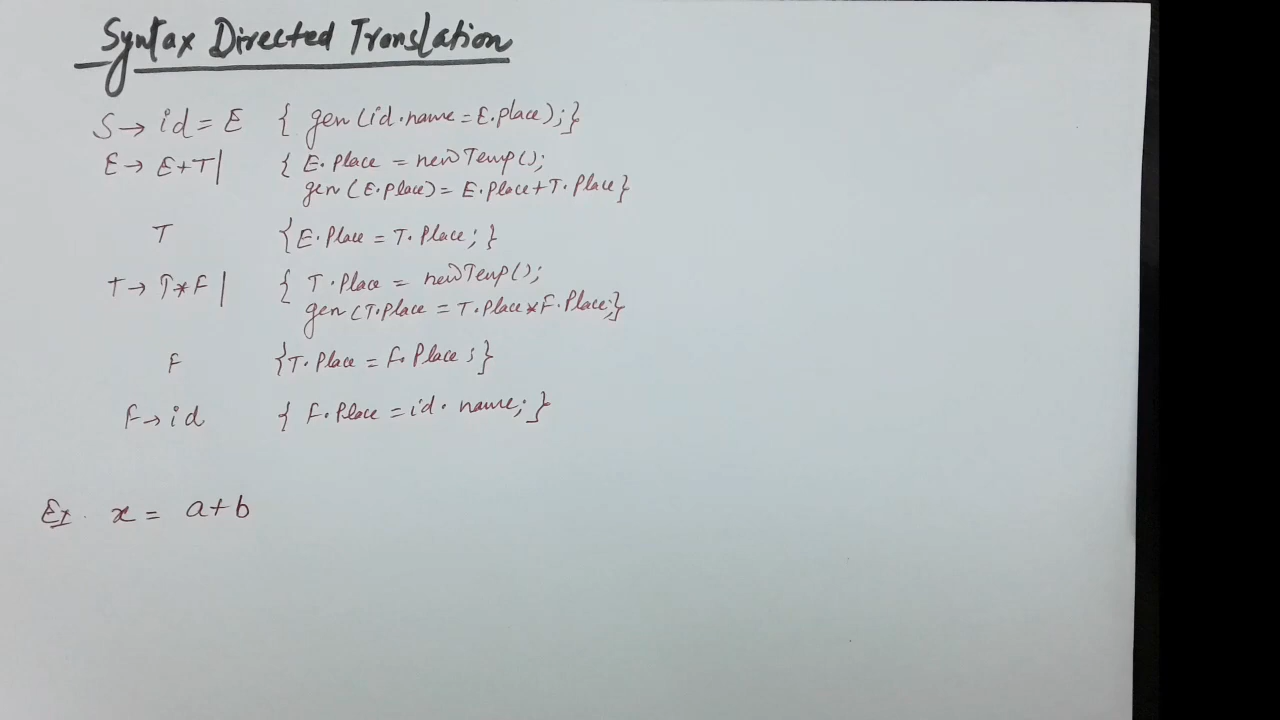 Syntax Directed Translation
S → id = E { gen (id.name = E.place);}
E → E+T| { E.Place = newTemp();
gen (E.place) = E.place+T.Place}
T {E.Place = T.Place; }
T → T*F | { T.Place = newTemp();
gen (T.place = T.place*F.Place;}
F {T.Place = F.Place ;}
F → id { F.Place = id.name; }
Ex. x = a+b